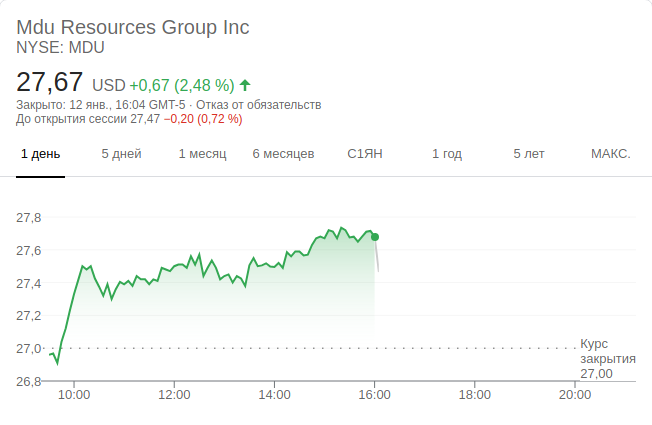 Mdu Resources Group Inc
NYSE: MDU
27,67 USD +0,67 (2,48 %)
Закрыто: 12 янв., 16:04 GMT-5 · Отказ от обязательств
До открытия сессии 27,47 −0,20 (0,72 %)
1 день 5 дней 1 месяц 6 месяцев С1ЯН 1 год 5 лет МАКС.
27,8
27,6
27,4
27,2
27,0
26,8
Курс
закрытия
27,00
10:00 12:00 14:00 16:00 18:00 20:00